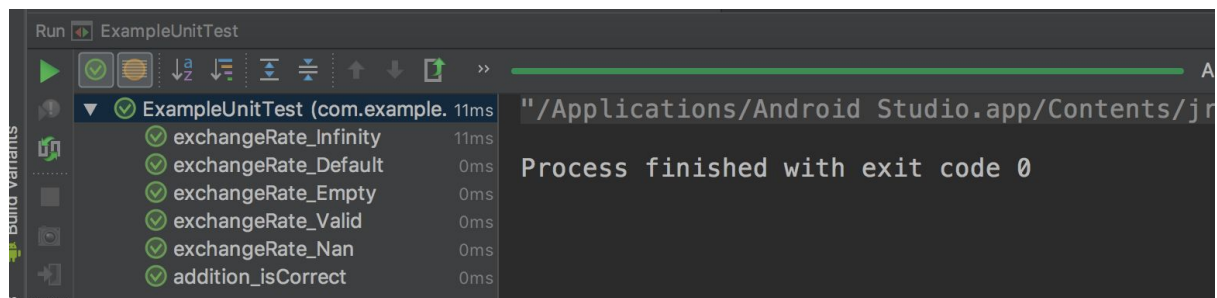 Run ExampleUnitTest
A
ExampleUnitTest (com.example. 11ms
"/Applications/Android Studio.app/Contents/jr
exchangeRate_Infinity 11ms
exchangeRate_Default 0ms
Process finished with exit code 0
exchangeRate_Empty 0ms
exchangeRate_Valid 0ms
exchangeRate_Nan 0ms
addition_isCorrect 0ms
Build Variants